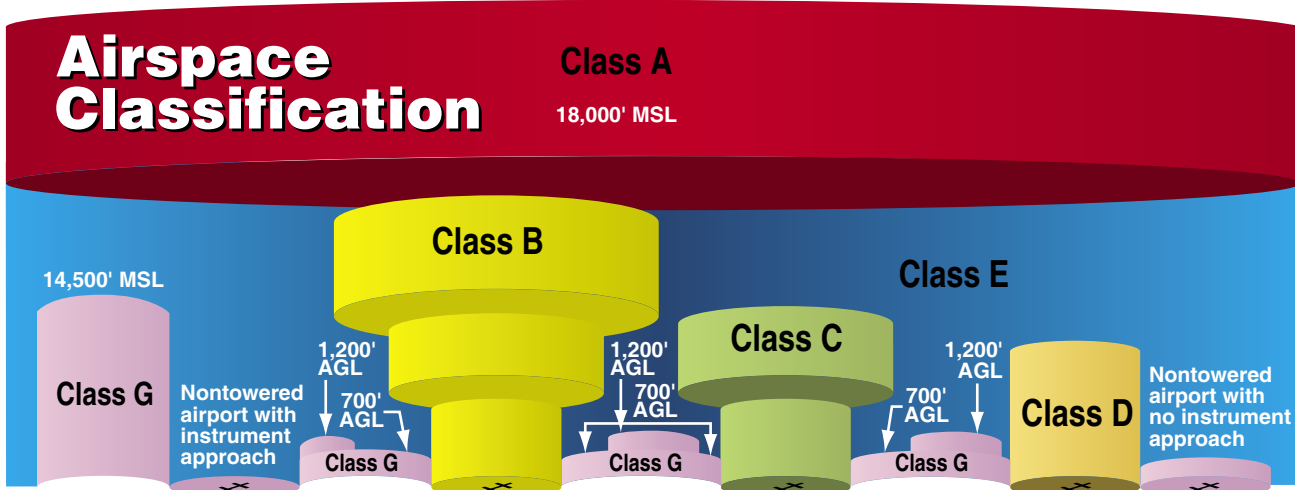 Airspace
Classification
Class A
18,000' MSL
Class B
Class E
14,500' MSL
Class G
Nontowered
airport with
instrument
approach
1,200'
AGL
700'
AGL
Class G
1,200'
AGL
700'
AGL
Class G
Class C
700'
AGL
1,200'
AGL
Class G
Class D
Nontowered
airport with
no instrument
approach